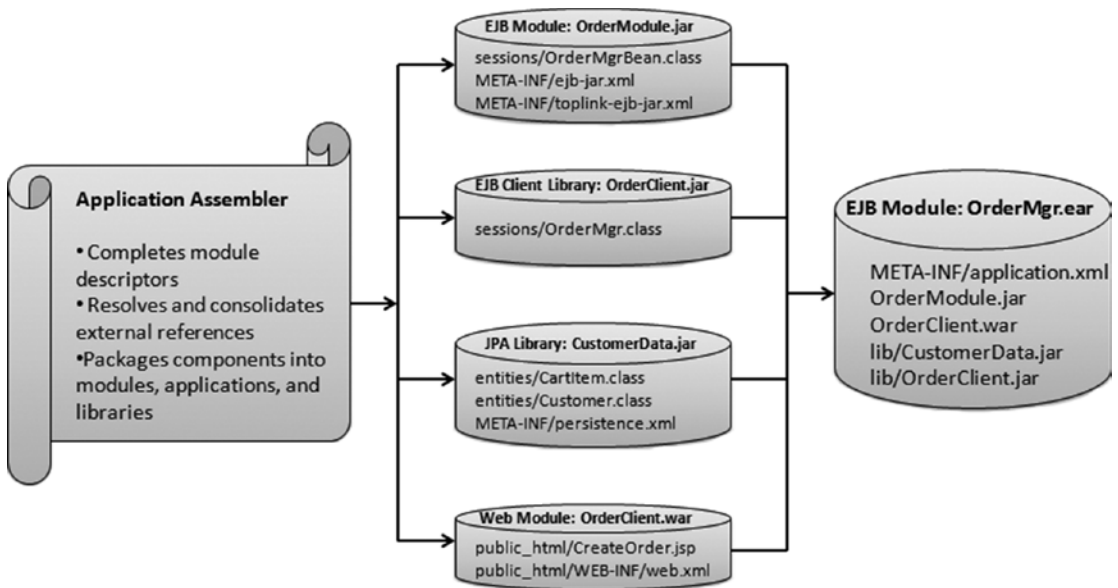 Application Assembler
• Completes module
descriptors
• Resolves and consolidates
external references
•Packages components into
modules, applications, and
libraries
EJB Module: OrderModule.jar
sessions/OrderMgrBean.class
META-INF/ejb-jar.xml
META-INF/toplink-ejb-jar.xml
EJB Client Library: OrderClient.jar
sessions/OrderMgr.class
JPA Library: CustomerData.jar
entities/CartItem.class
entities/Customer.class
META-INF/persistence.xml
Web Module: OrderClient.war
public_html/CreateOrder.jsp
public_html/WEB-INF/web.xml
EJB Module: OrderMgr.ear
META-INF/application.xml
OrderModule.jar
OrderClient.war
lib/CustomerData.jar
lib/OrderClient.jar